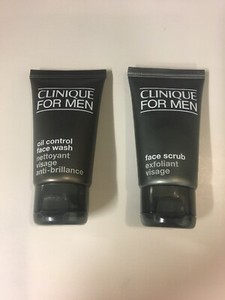 CLINIQUE
FOR MEN
oil control
face wash
nettoyant
visage
anti-brillance
CLINIQUE
FOR MEN
face scrub
exfoliant
visage